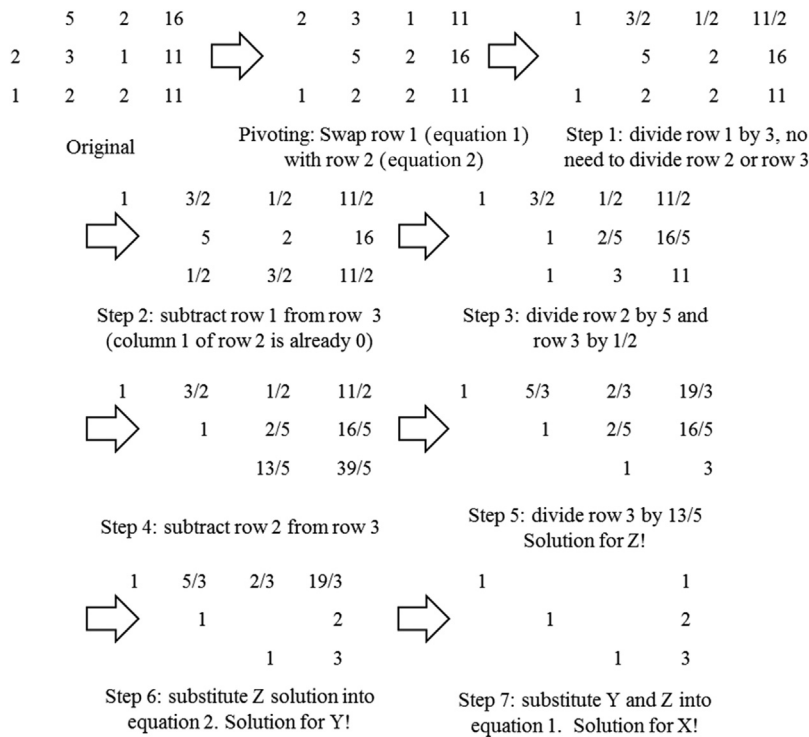 5 2 16 2 3 1 11 1 3/2 1/2 11/2
2 3 1 11 5 2 16 5 2 16
1 2 2 11 1 2 2 11 1 2 2 11
Original
Pivoting: Swap row 1 (equation 1)
with row 2 (equation 2)
Step 1: divide row 1 by 3, no
need to divide row 2 or row 3
1 3/2 1/2 11/2
5 2 16
1/2 3/2 11/2
Step 2: subtract row 1 from row 3
(column 1 of row 2 is already 0)
1 3/2 1/2 11/2
1 2/5 16/5
1 3 11
Step 3: divide row 2 by 5 and
row 3 by 1/2
1 3/2 1/2 11/2
1 2/5 16/5
13/5 39/5
Step 4: subtract row 2 from row 3
1 5/3 2/3 19/3
1 2/5 16/5
1 3
Step 5: divide row 3 by 13/5
Solution for Z!
1 5/3 2/3 19/3
1 2
1 3
Step 6: substitute Z solution into
equation 2. Solution for Y!
1 1
1 2
1 3
Step 7: substitute Y and Z into
equation 1. Solution for X!